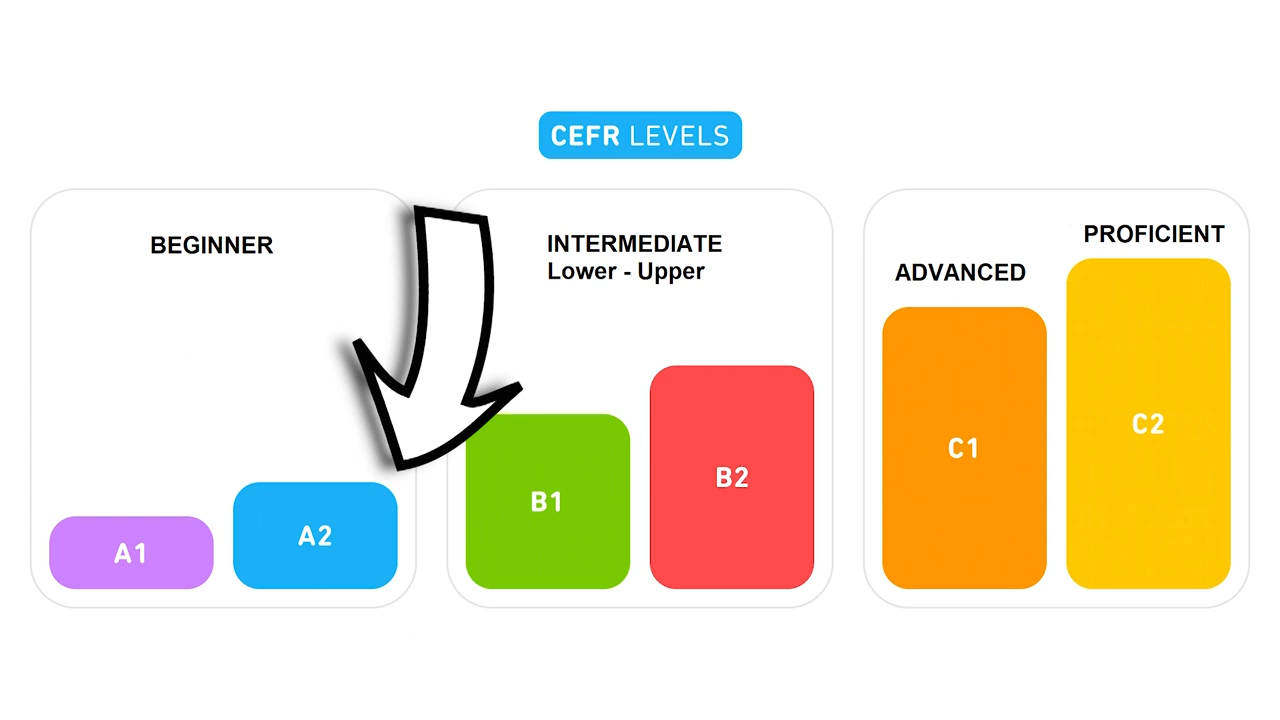 CEFR LEVELS
BEGINNER
A1
A2
INTERMEDIATE
Lower - Upper
B1
B2
ADVANCED
C1
PROFICIENT
C2